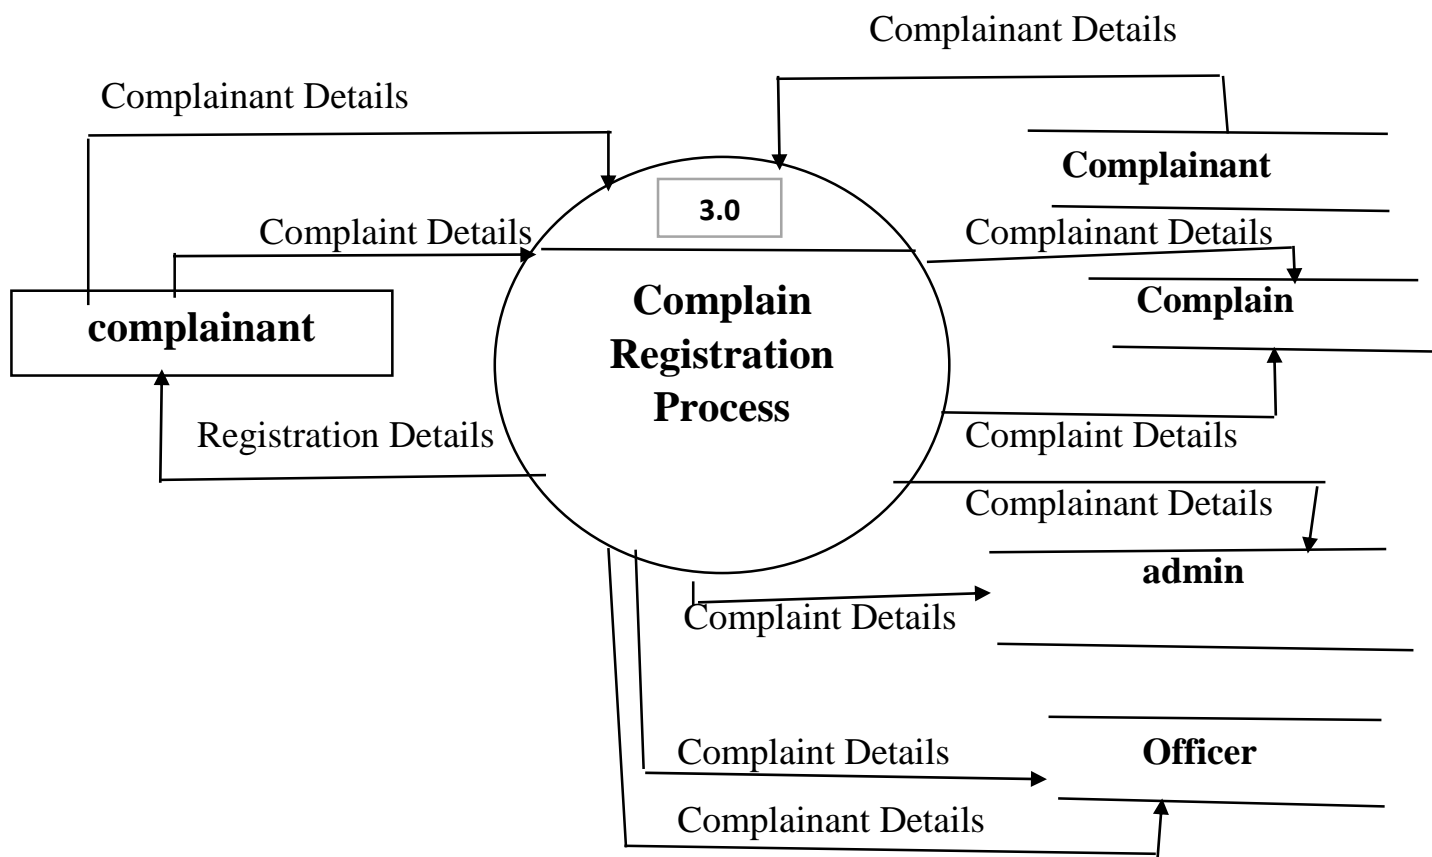 Complainant Details
Complainant Details
Complainant
3.0
Complaint Details
Complainant Details
Complain
Registration
Process
Complain
complainant
Registration Details
Complaint Details
Complainant Details
admin
Complaint Details
Complaint Details
Officer
Complainant Details